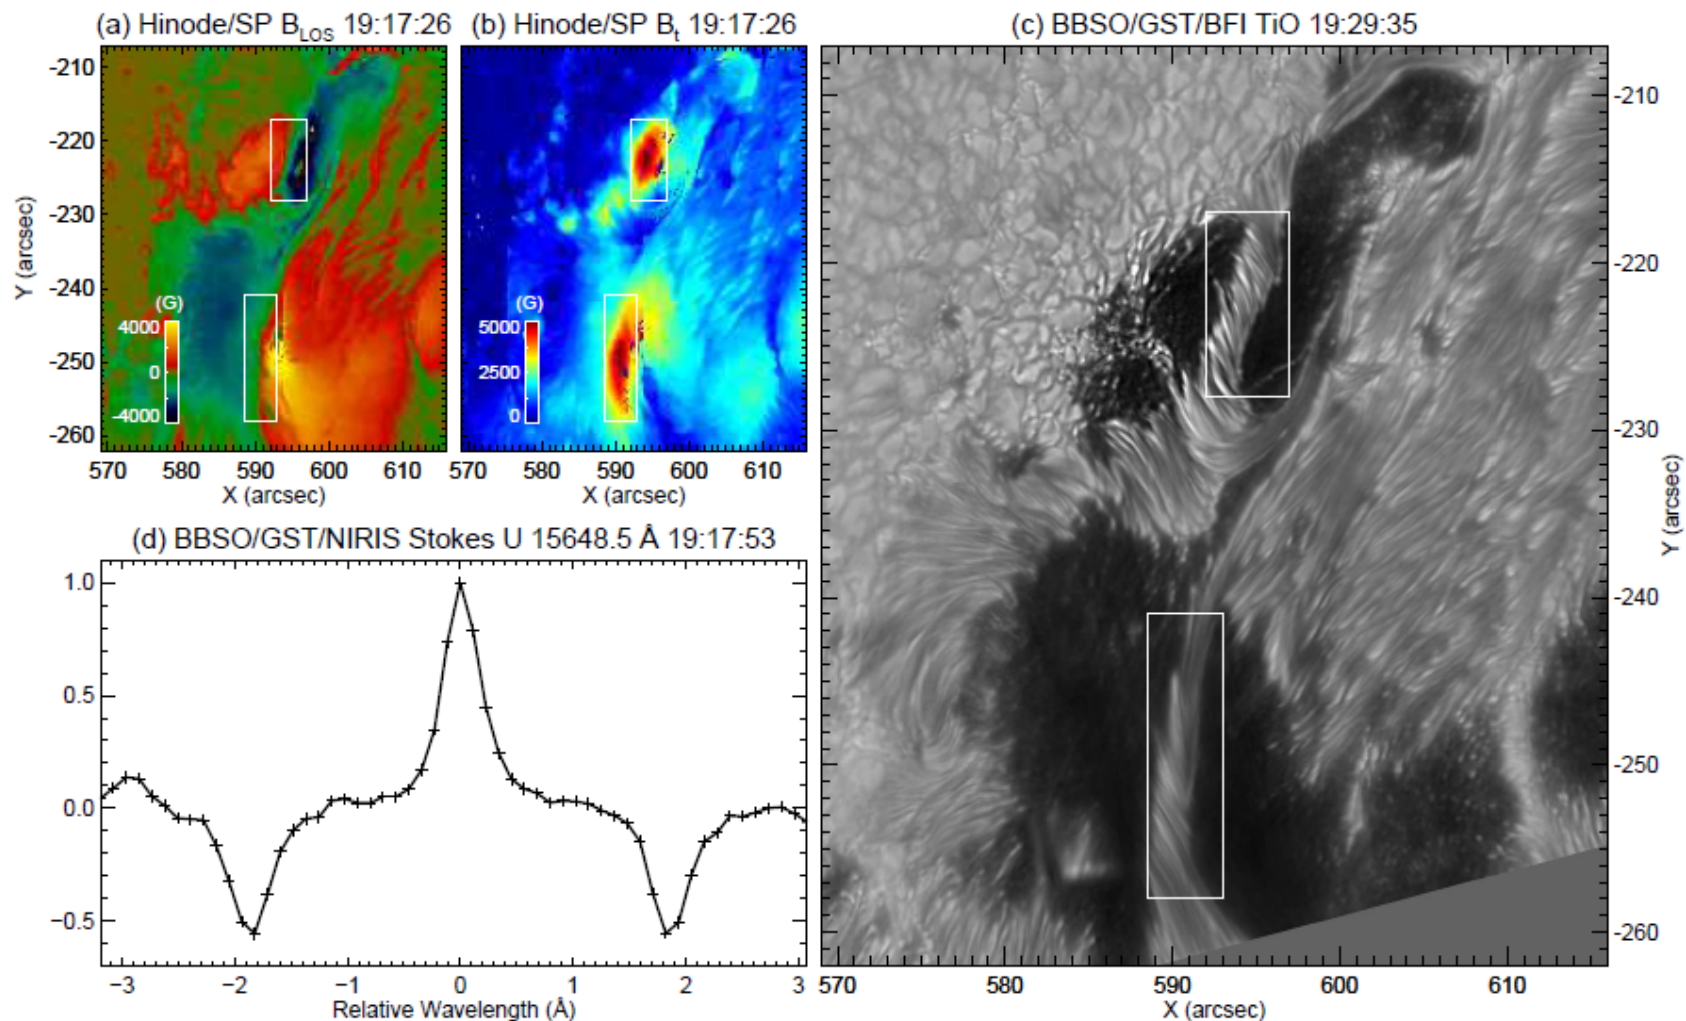 (a) Hinode/SP B_LOS 19:17:26
(b) Hinode/SP B_t 19:17:26
(c) BBSO/GST/BFI TiO 19:29:35
-210
-220
-230
-240
-250
-260
Y (arcsec)
(G)
4000
0
-4000
570 580 590 600 610
X (arcsec)
(G)
5000
2500
0
570 580 590 600 610
X (arcsec)
-210
-220
-230
-240
-250
-260
Y (arcsec)
570 580 590 600 610
X (arcsec)
(d) BBSO/GST/NIRIS Stokes U 15648.5 Å 19:17:53
1.0
0.5
0.0
−0.5
−3 −2 −1 0 1 2 3
Relative Wavelength (Å)